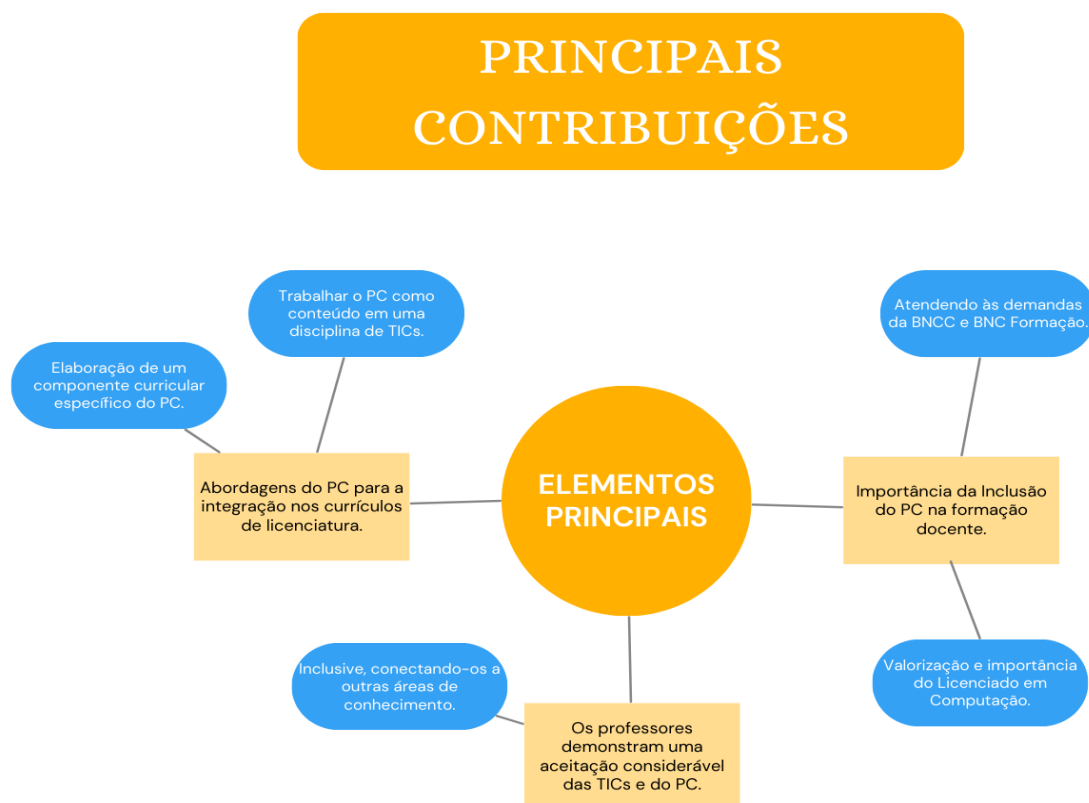 PRINCIPAIS
CONTRIBUIÇÕES
Trabalhar o PC como
conteúdo em uma
disciplina de TICs.
Elaboração de um
componente curricular
específico do PC.
Abordagens do PC para a
integração nos currículos
de licenciatura.
ELEMENTOS
PRINCIPAIS
Atendendo às demandas
da BNCC e BNC Formação.
Importância da Inclusão
do PC na formação
docente.
Valorização e importância
do Licenciado em
Computação.
Inclusive, conectando-os a
outras áreas de
conhecimento.
Os professores
demonstram uma
aceitação considerável
das TICs e do PC.